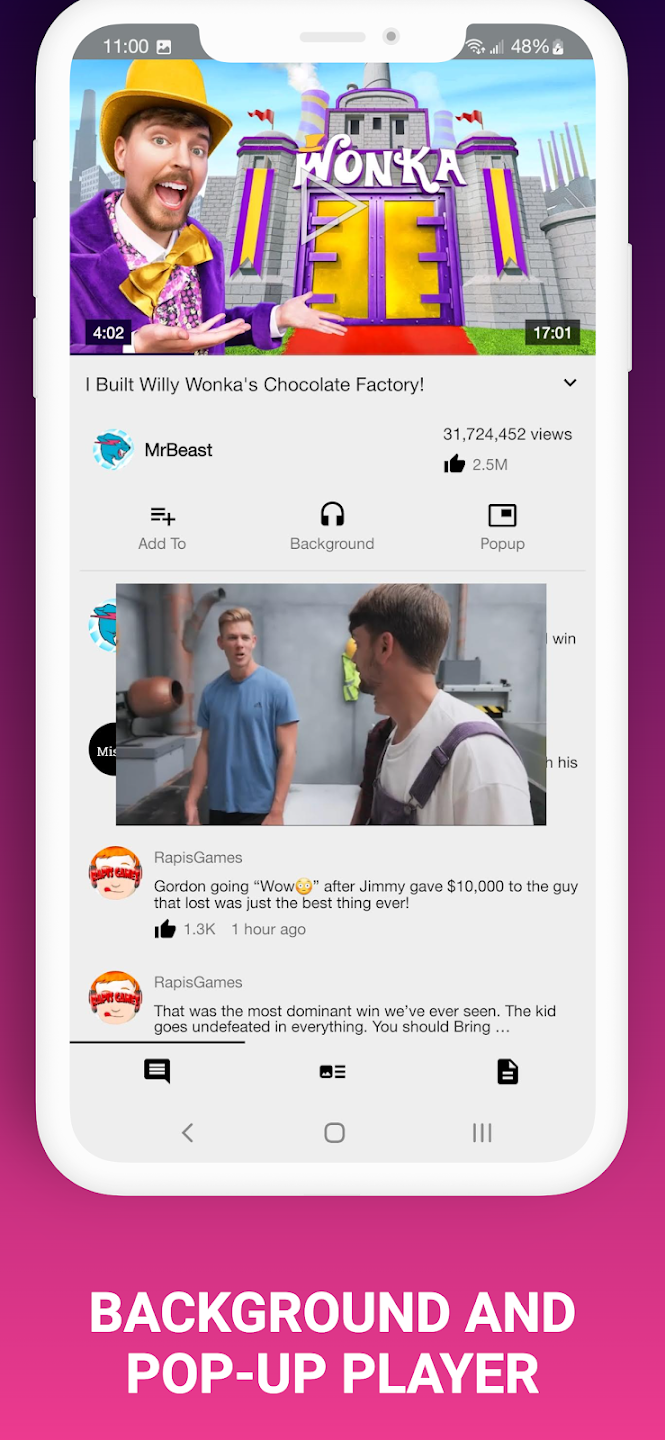 11:00
48%
WONKA
4:02
17:01
I Built Willy Wonka's Chocolate Factory!
MrBeast
31,724,452 views
2.5M
Add To
Background
Popup
win
his
RapisGames
Gordon going “Wow😳” after Jimmy gave $10,000 to the guy
that lost was just the best thing ever!
1.3K 1 hour ago
RapisGames
That was the most dominant win we’ve ever seen. The kid
goes undefeated in everything. You should Bring …
BACKGROUND AND
POP-UP PLAYER